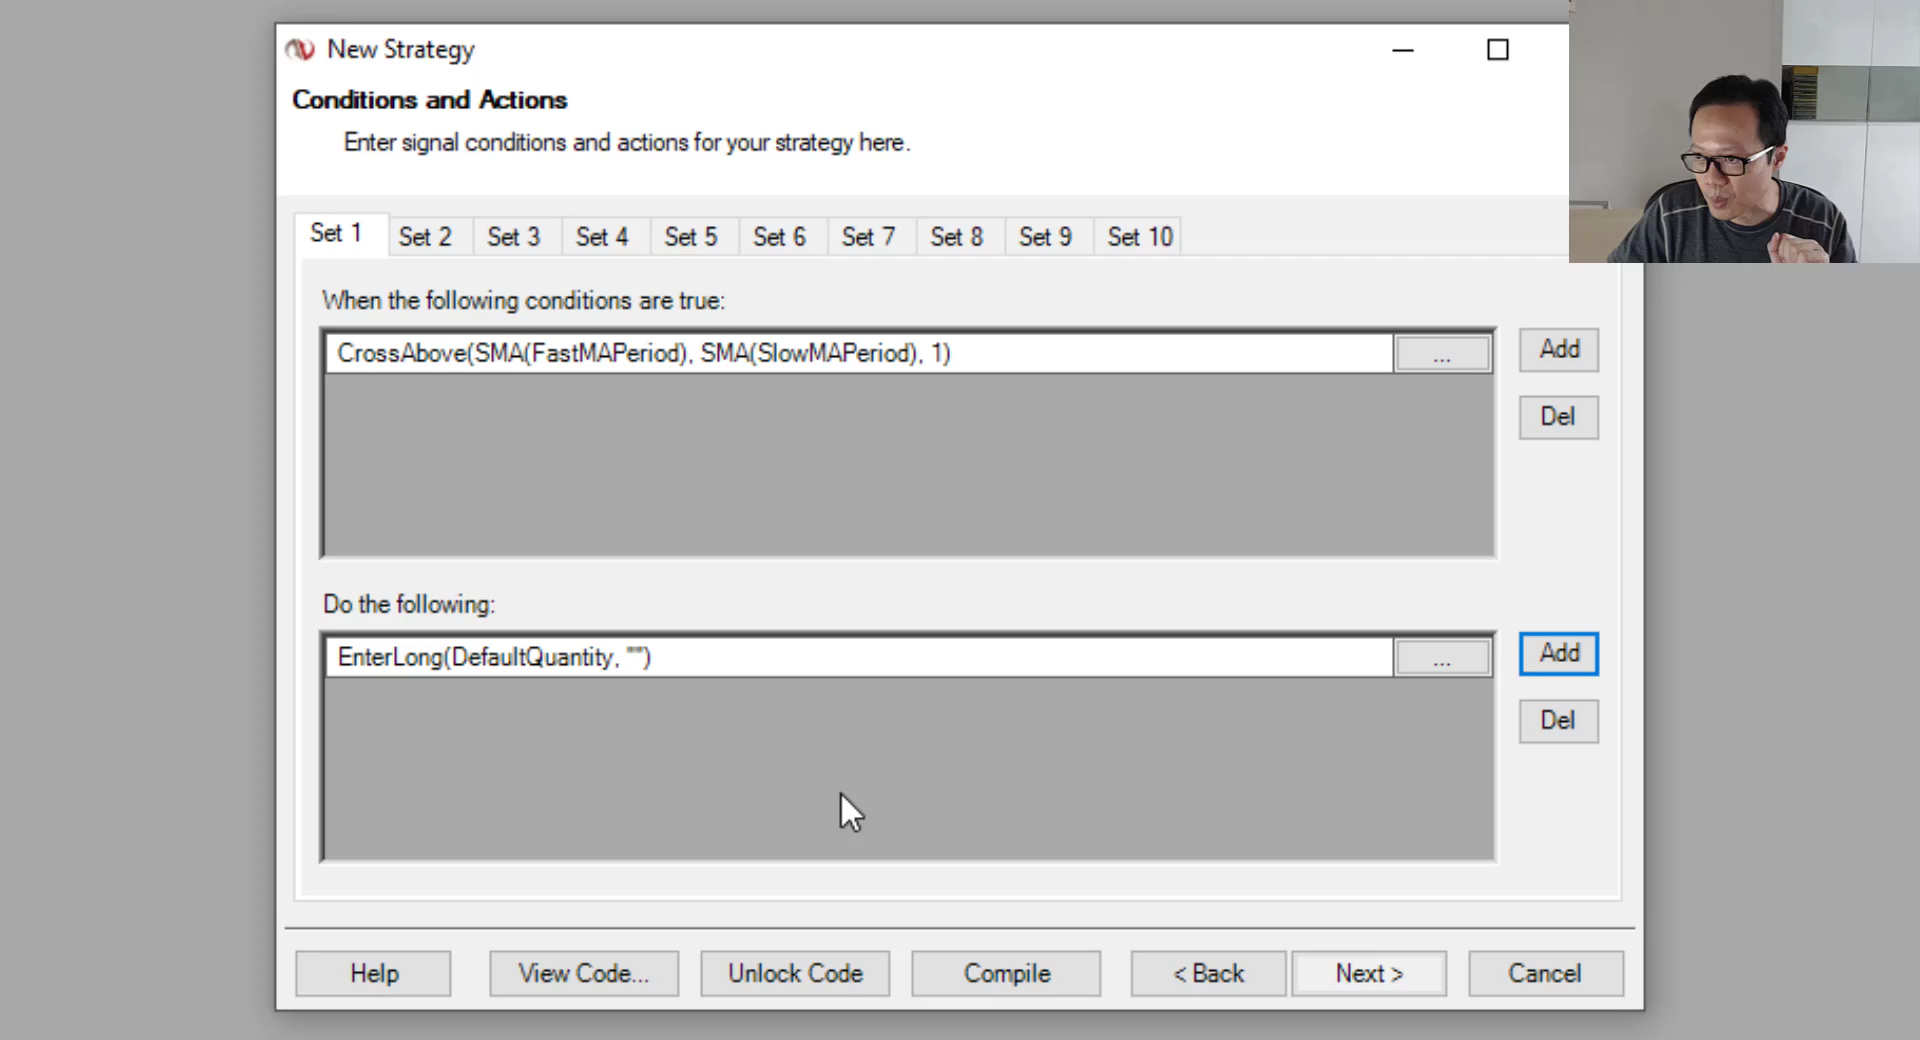 New Strategy
Conditions and Actions
Enter signal conditions and actions for your strategy here.
Set 1 Set 2 Set 3 Set 4 Set 5 Set 6 Set 7 Set 8 Set 9 Set 10
When the following conditions are true:
CrossAbove(SMA(FastMAPeriod), SMA(SlowMAPeriod), 1) ... Add
Del
Do the following:
EnterLong(DefaultQuantity, "") ... Add
Del
Help View Code... Unlock Code Compile < Back Next > Cancel